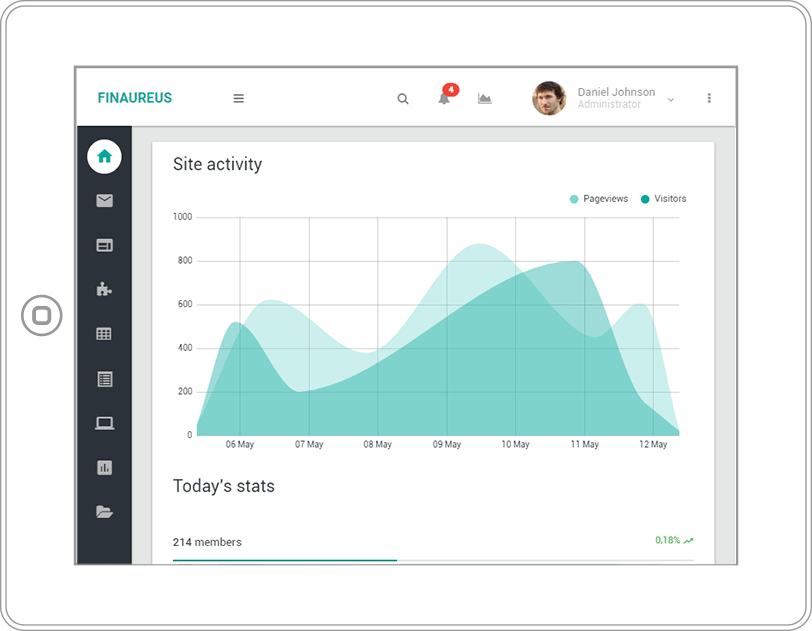 FINAUREUS
4
Daniel Johnson
Administrator
Site activity
Pageviews Visitors
1000
800
600
400
200
0
06 May 07 May 08 May 09 May 10 May 11 May 12 May
Today's stats
214 members 0,18%